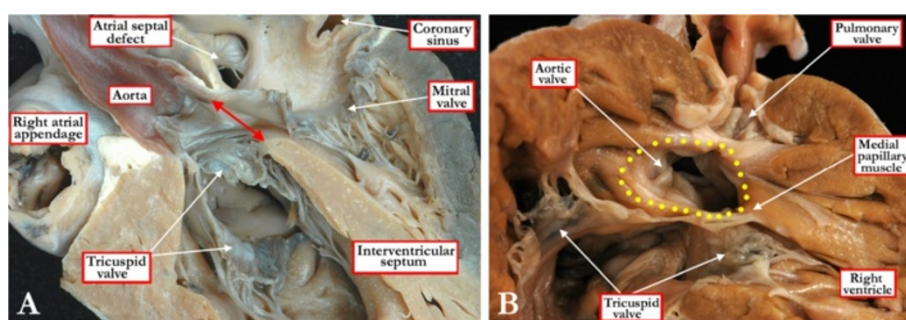 Atrial septal
defect
Coronary
sinus
Aorta
Mitral
valve
Right atrial
appendage
Tricuspid
valve
Interventricular
septum
A
Pulmonary
valve
Aortic
valve
Medial
papillary
muscle
Tricuspid
valve
Right
ventricle
B